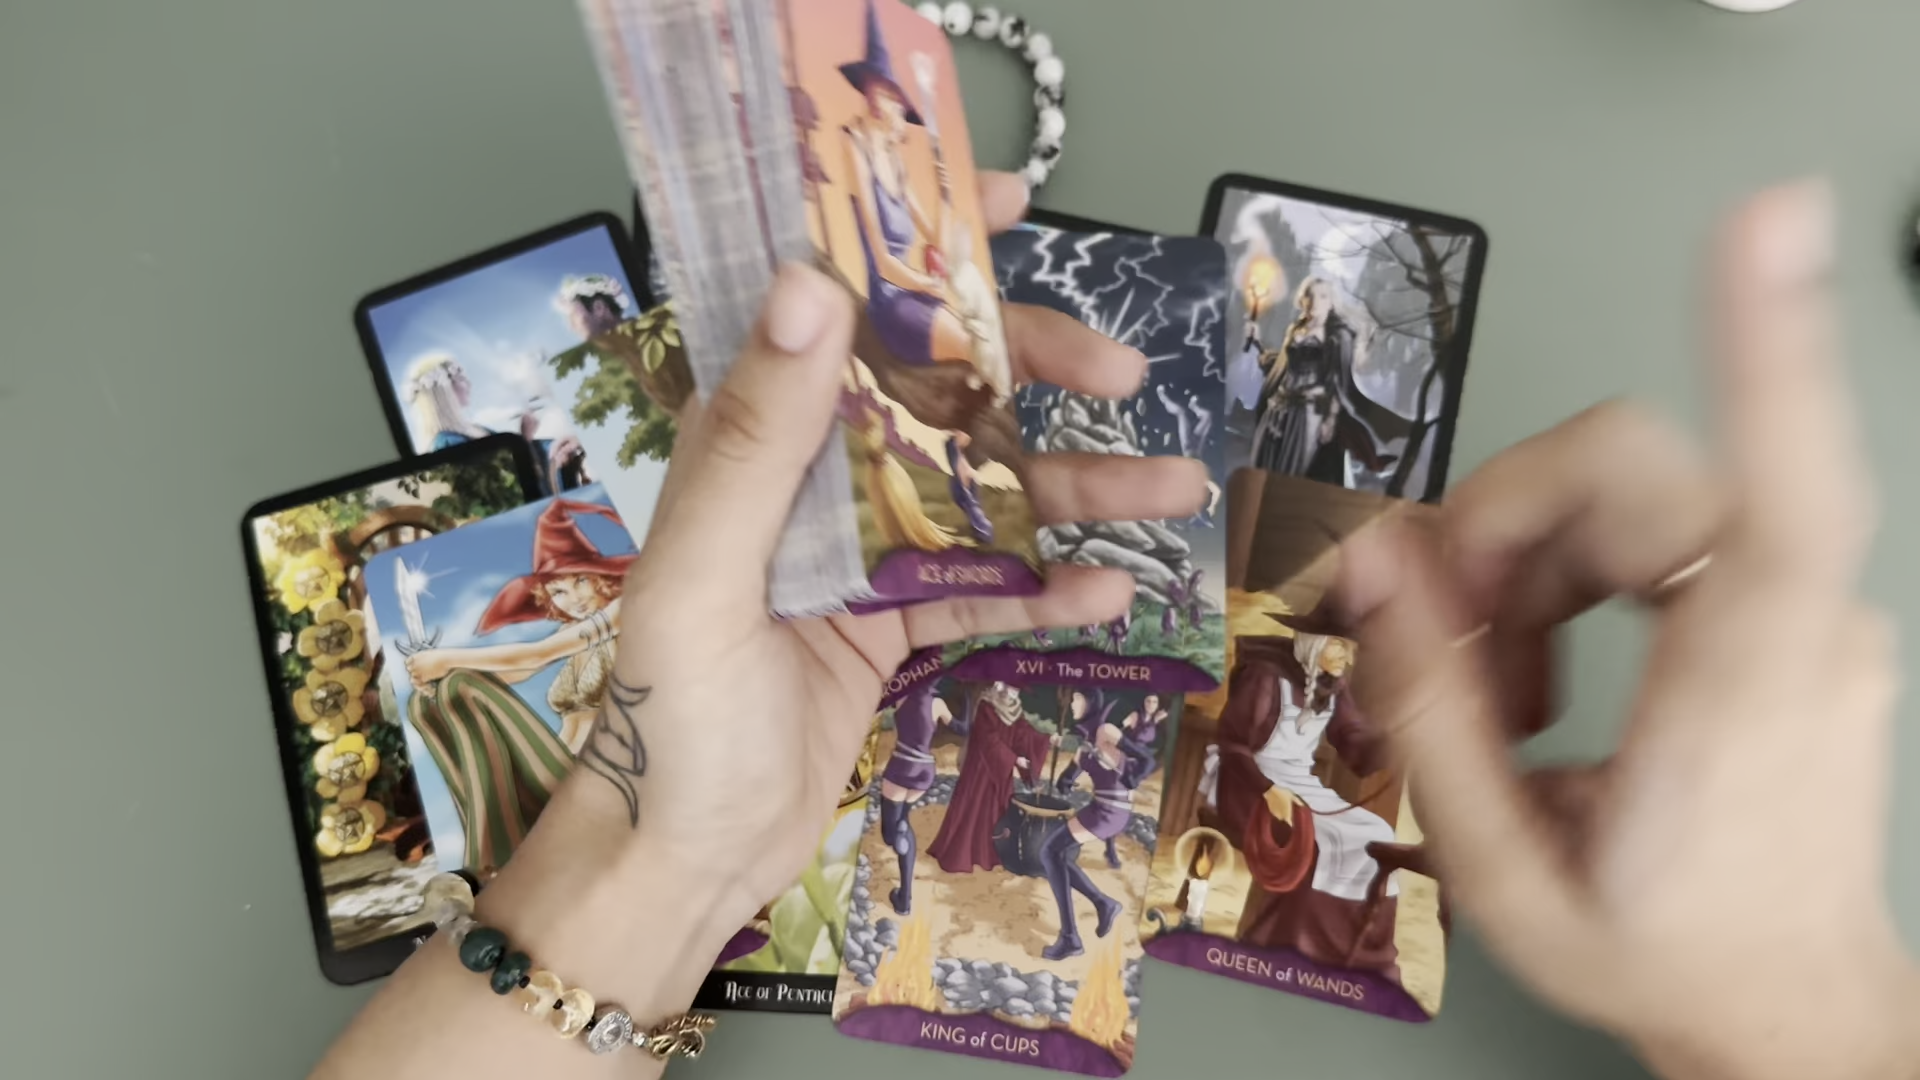 ACE of SWORDS
ROPHAN
XVI · The TOWER
QUEEN of WANDS
ACE OF PENTACL
KING of CUPS